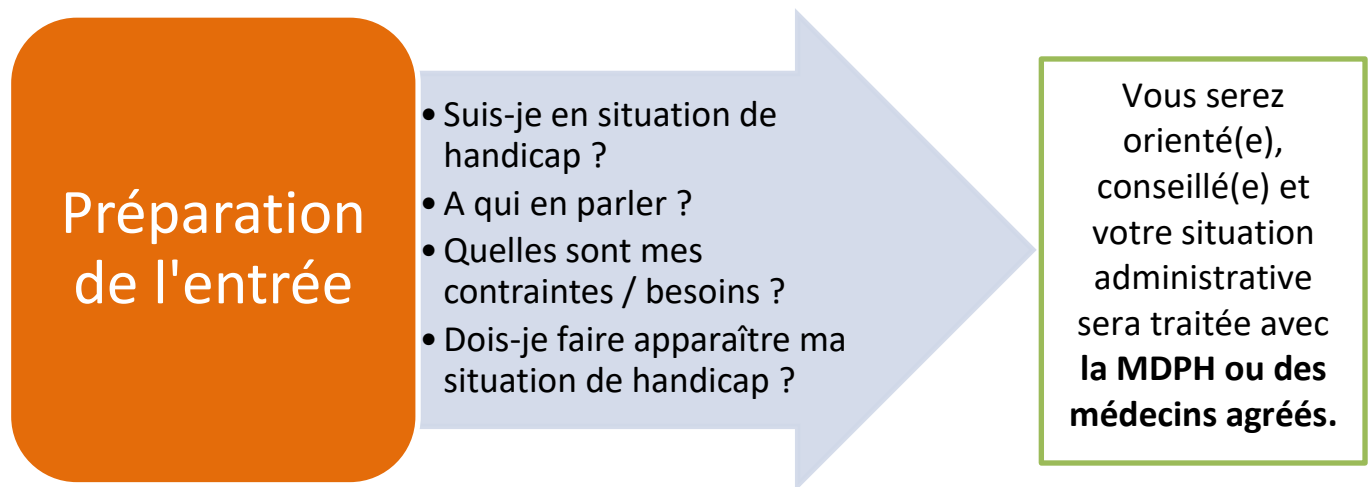 Préparation
de l'entrée
• Suis-je en situation de
handicap ?
• A qui en parler ?
• Quelles sont mes
contraintes / besoins ?
• Dois-je faire apparaître ma
situation de handicap ?
Vous serez
orienté(e),
conseillé(e) et
votre situation
administrative
sera traitée avec
la MDPH ou des
médecins agréés.